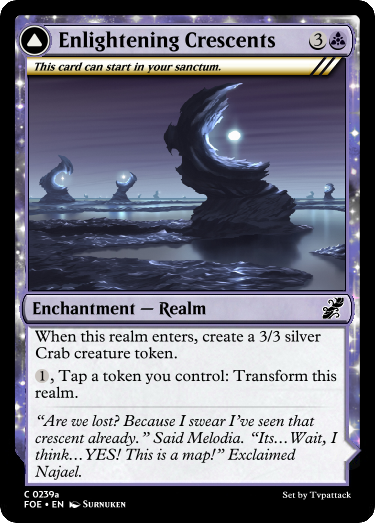 Enlightening Crescents 3
This card can start in your sanctum.
Enchantment — Realm
When this realm enters, create a 3/3 silver
Crab creature token.
1, Tap a token you control: Transform this
realm.
“Are we lost? Because I swear I’ve seen that
crescent already.” Said Melodia. “Its...Wait, I
think...YES! This is a map!” Exclaimed
Najael.
C 0239a
FOE • EN Surnuken
Set by Tvpattack